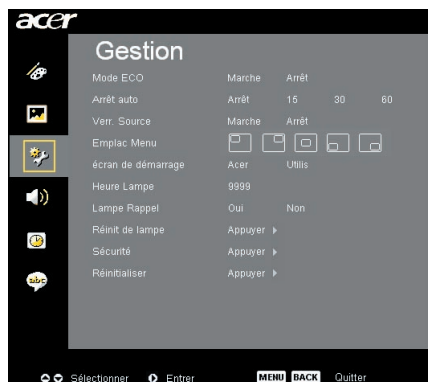 acer
Gestion
Mode ECO Marche Arrêt
Arrêt auto Arrêt 15 30 60
Verr. Source Marche Arrêt
Emplac Menu
écran de démarrage Acer Utilis
Heure Lampe 9999
Lampe Rappel Oui Non
Réinit de lampe Appuyer
Sécurité Appuyer
Réinitialiser Appuyer
abc
Sélectionner Entrer MENU BACK Quitter